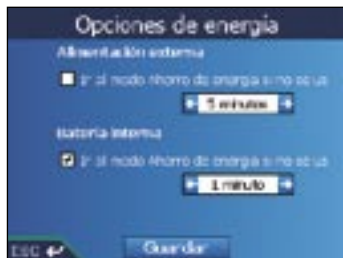 Opciones de energía
Alimentación externa
Ir al modo Ahorro de energía si no se us
5 minutos
Batería interna
Ir al modo Ahorro de energía si no se us
1 minuto
ESC
Guardar